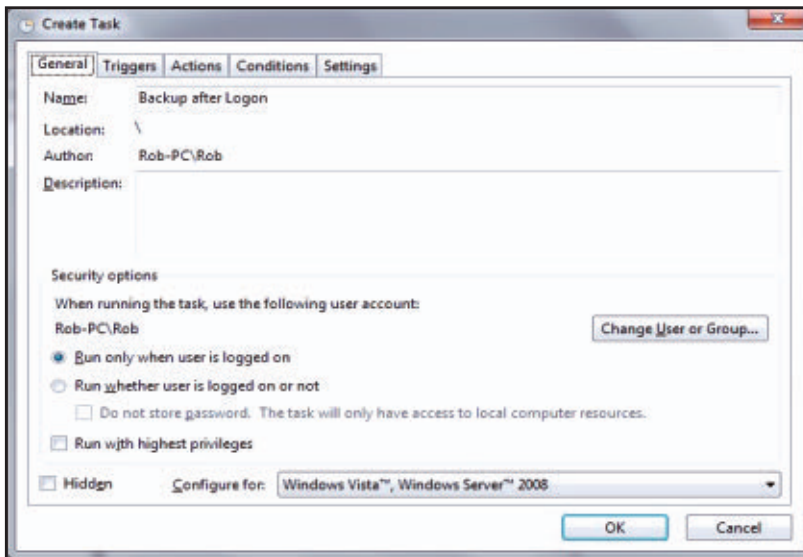 Create Task
General Triggers Actions Conditions Settings
Name: Backup after Logon
Location: \
Author: Rob-PC\Rob
Description:
Security options
When running the task, use the following user account:
Rob-PC\Rob Change User or Group...
Run only when user is logged on
Run whether user is logged on or not
Do not store password. The task will only have access to local computer resources.
Run with highest privileges
Hidden Configure for: Windows Vista™, Windows Server™ 2008
OK Cancel